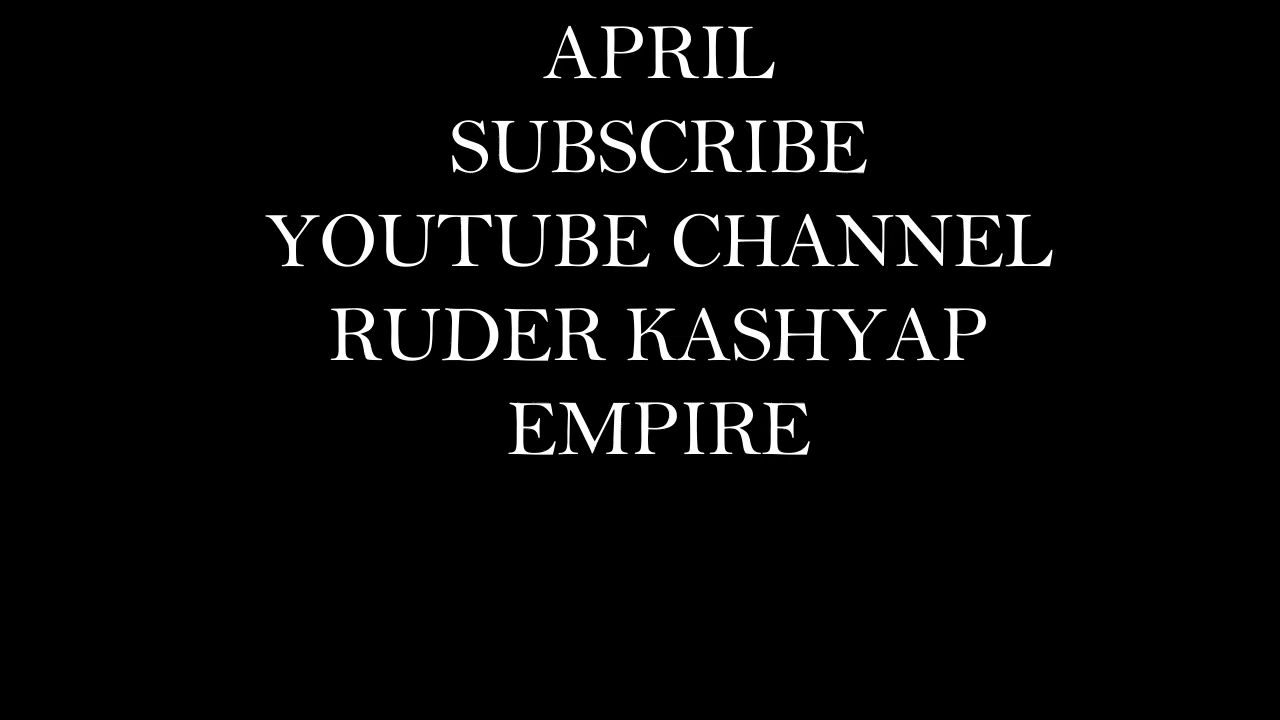 APRIL
SUBSCRIBE
YOUTUBE CHANNEL
RUDER KASHYAP
EMPIRE